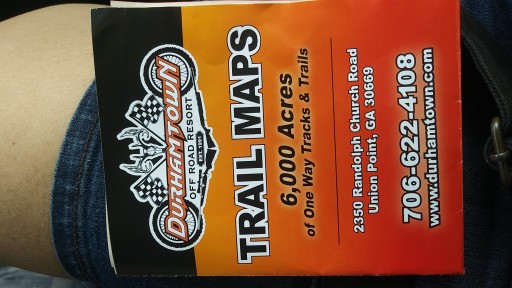 DURHAMTOWN
OFF ROAD RESORT
TRAIL MAPS
6,000 Acres
of One Way Tracks & Trails
2350 Randolph Church Road
Union Point, GA 30669
706-622-4108
www.durhamtown.com